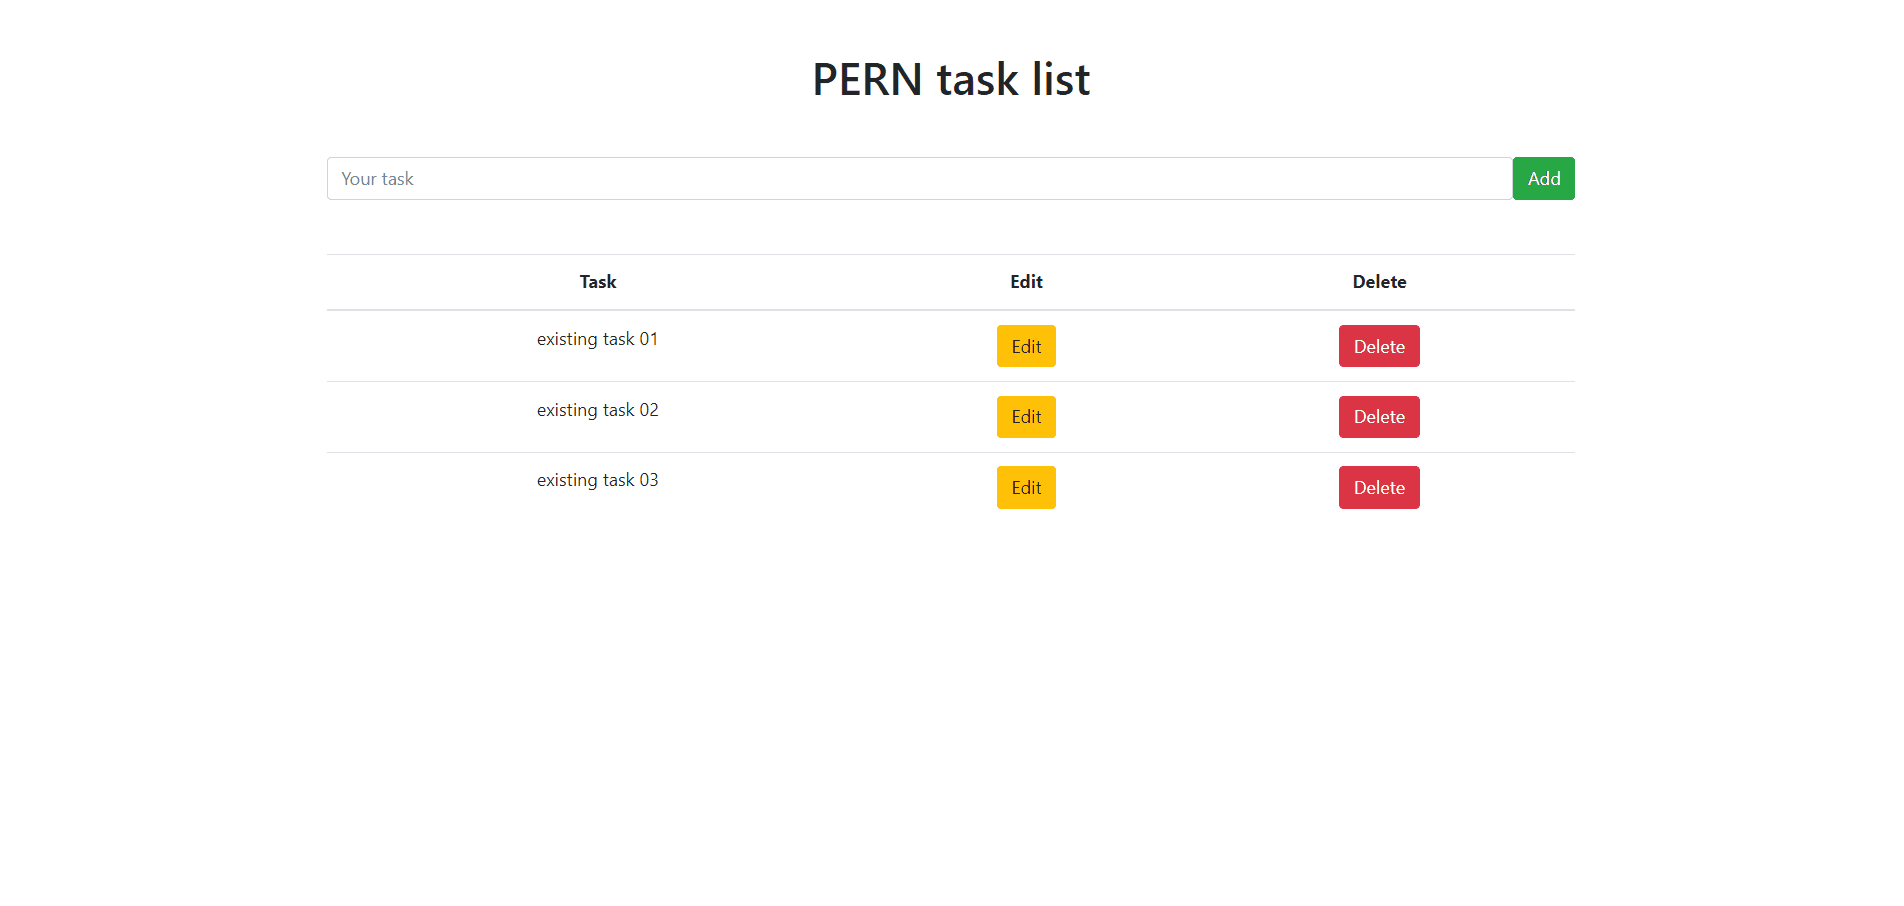 PERN task list
Your task Add
Task Edit Delete
existing task 01 Edit Delete
existing task 02 Edit Delete
existing task 03 Edit Delete